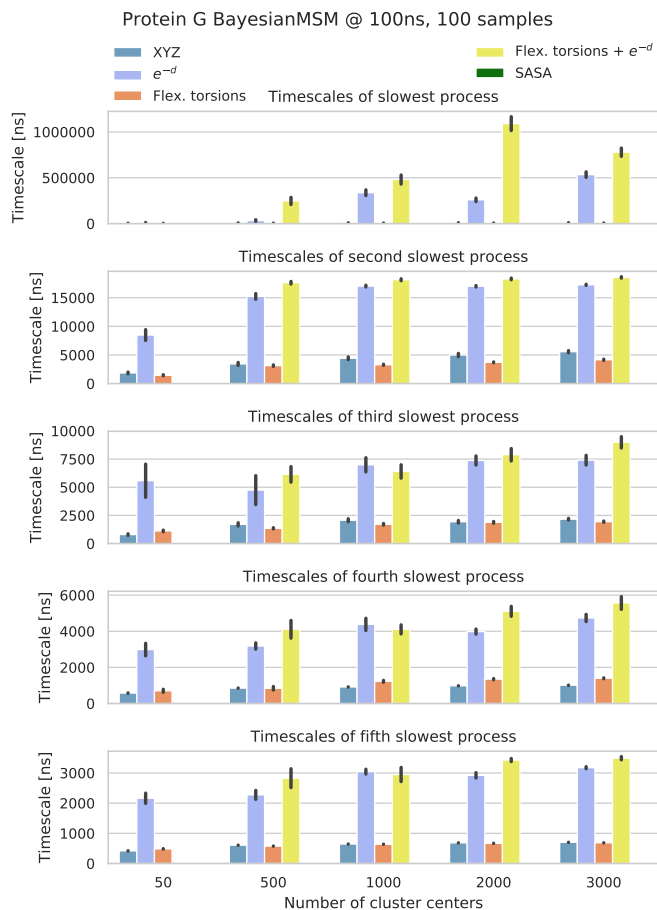 Protein G BayesianMSM @ 100ns, 100 samples
XYZ
e⁻ᵈ
Flex. torsions
Flex. torsions + e⁻ᵈ
SASA
Timescales of slowest process
Timescale [ns]
1000000
500000
0
Timescales of second slowest process
Timescale [ns]
15000
10000
5000
0
Timescales of third slowest process
Timescale [ns]
10000
7500
5000
2500
0
Timescales of fourth slowest process
Timescale [ns]
6000
4000
2000
0
Timescales of fifth slowest process
Timescale [ns]
3000
2000
1000
0
50 500 1000 2000 3000
Number of cluster centers